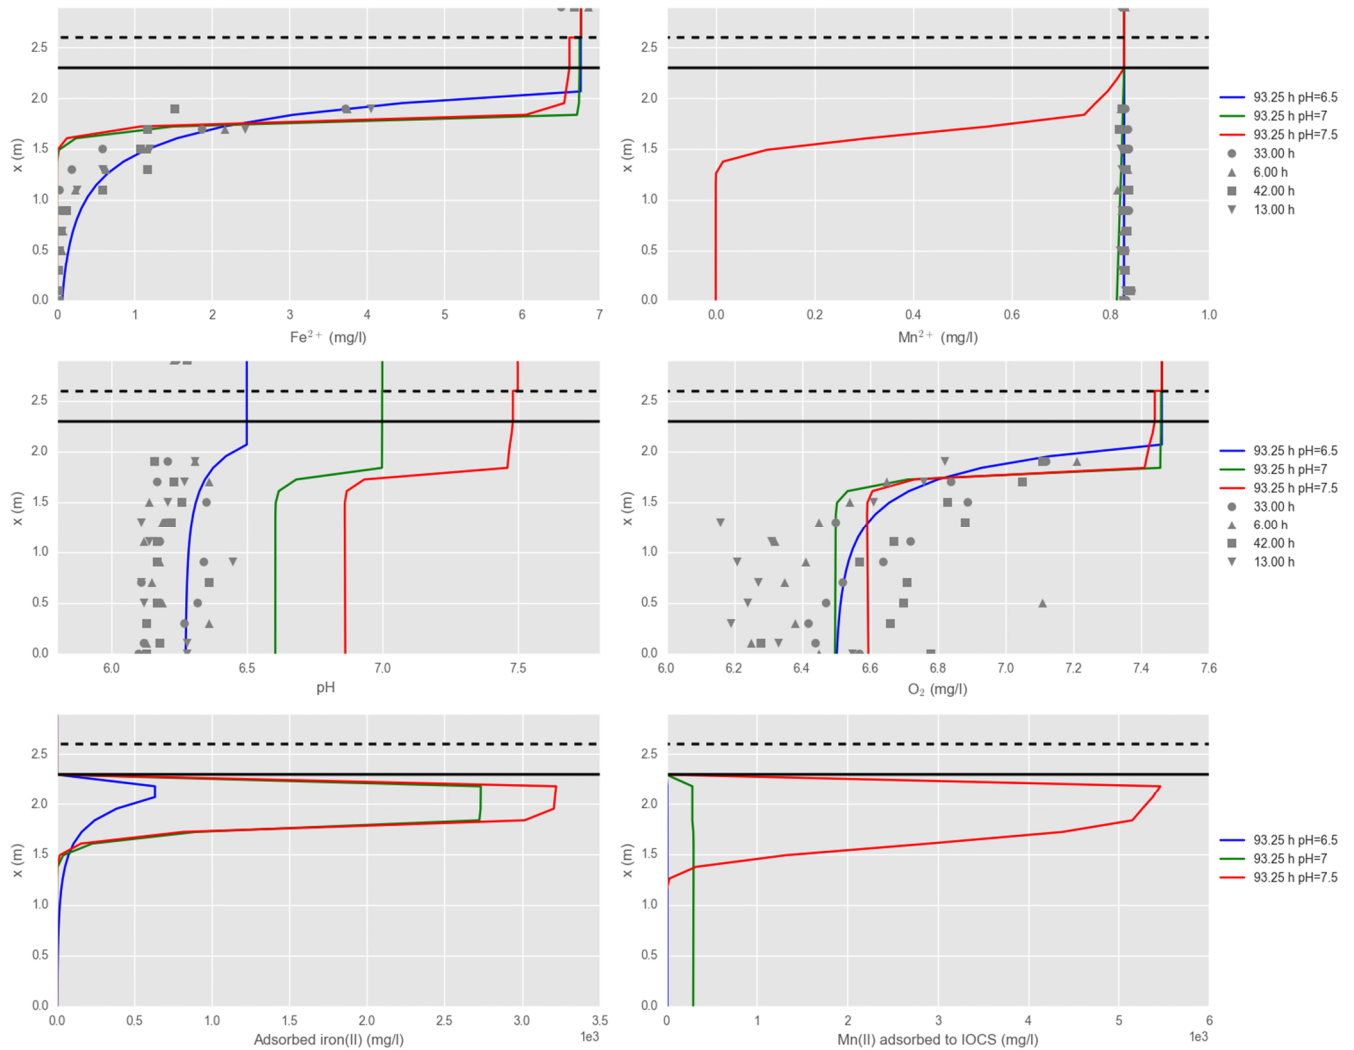 2.5
2.0
1.5
1.0
0.5
0.0
x (m)
0 1 2 3 4 5 6 7
Fe²⁺ (mg/l)
2.5
2.0
1.5
1.0
0.5
0.0
x (m)
0.0 0.2 0.4 0.6 0.8 1.0
Mn²⁺ (mg/l)
93.25 h pH=6.5
93.25 h pH=7
93.25 h pH=7.5
33.00 h
6.00 h
42.00 h
13.00 h
2.5
2.0
1.5
1.0
0.5
0.0
x (m)
6.0 6.5 7.0 7.5
pH
2.5
2.0
1.5
1.0
0.5
0.0
x (m)
6.0 6.2 6.4 6.6 6.8 7.0 7.2 7.4 7.6
O₂ (mg/l)
93.25 h pH=6.5
93.25 h pH=7
93.25 h pH=7.5
33.00 h
6.00 h
42.00 h
13.00 h
2.5
2.0
1.5
1.0
0.5
0.0
x (m)
0.0 0.5 1.0 1.5 2.0 2.5 3.0 3.5
Adsorbed iron(II) (mg/l) 1e3
2.5
2.0
1.5
1.0
0.5
0.0
x (m)
0 1 2 3 4 5 6
Mn(II) adsorbed to IOCS (mg/l) 1e3
93.25 h pH=6.5
93.25 h pH=7
93.25 h pH=7.5